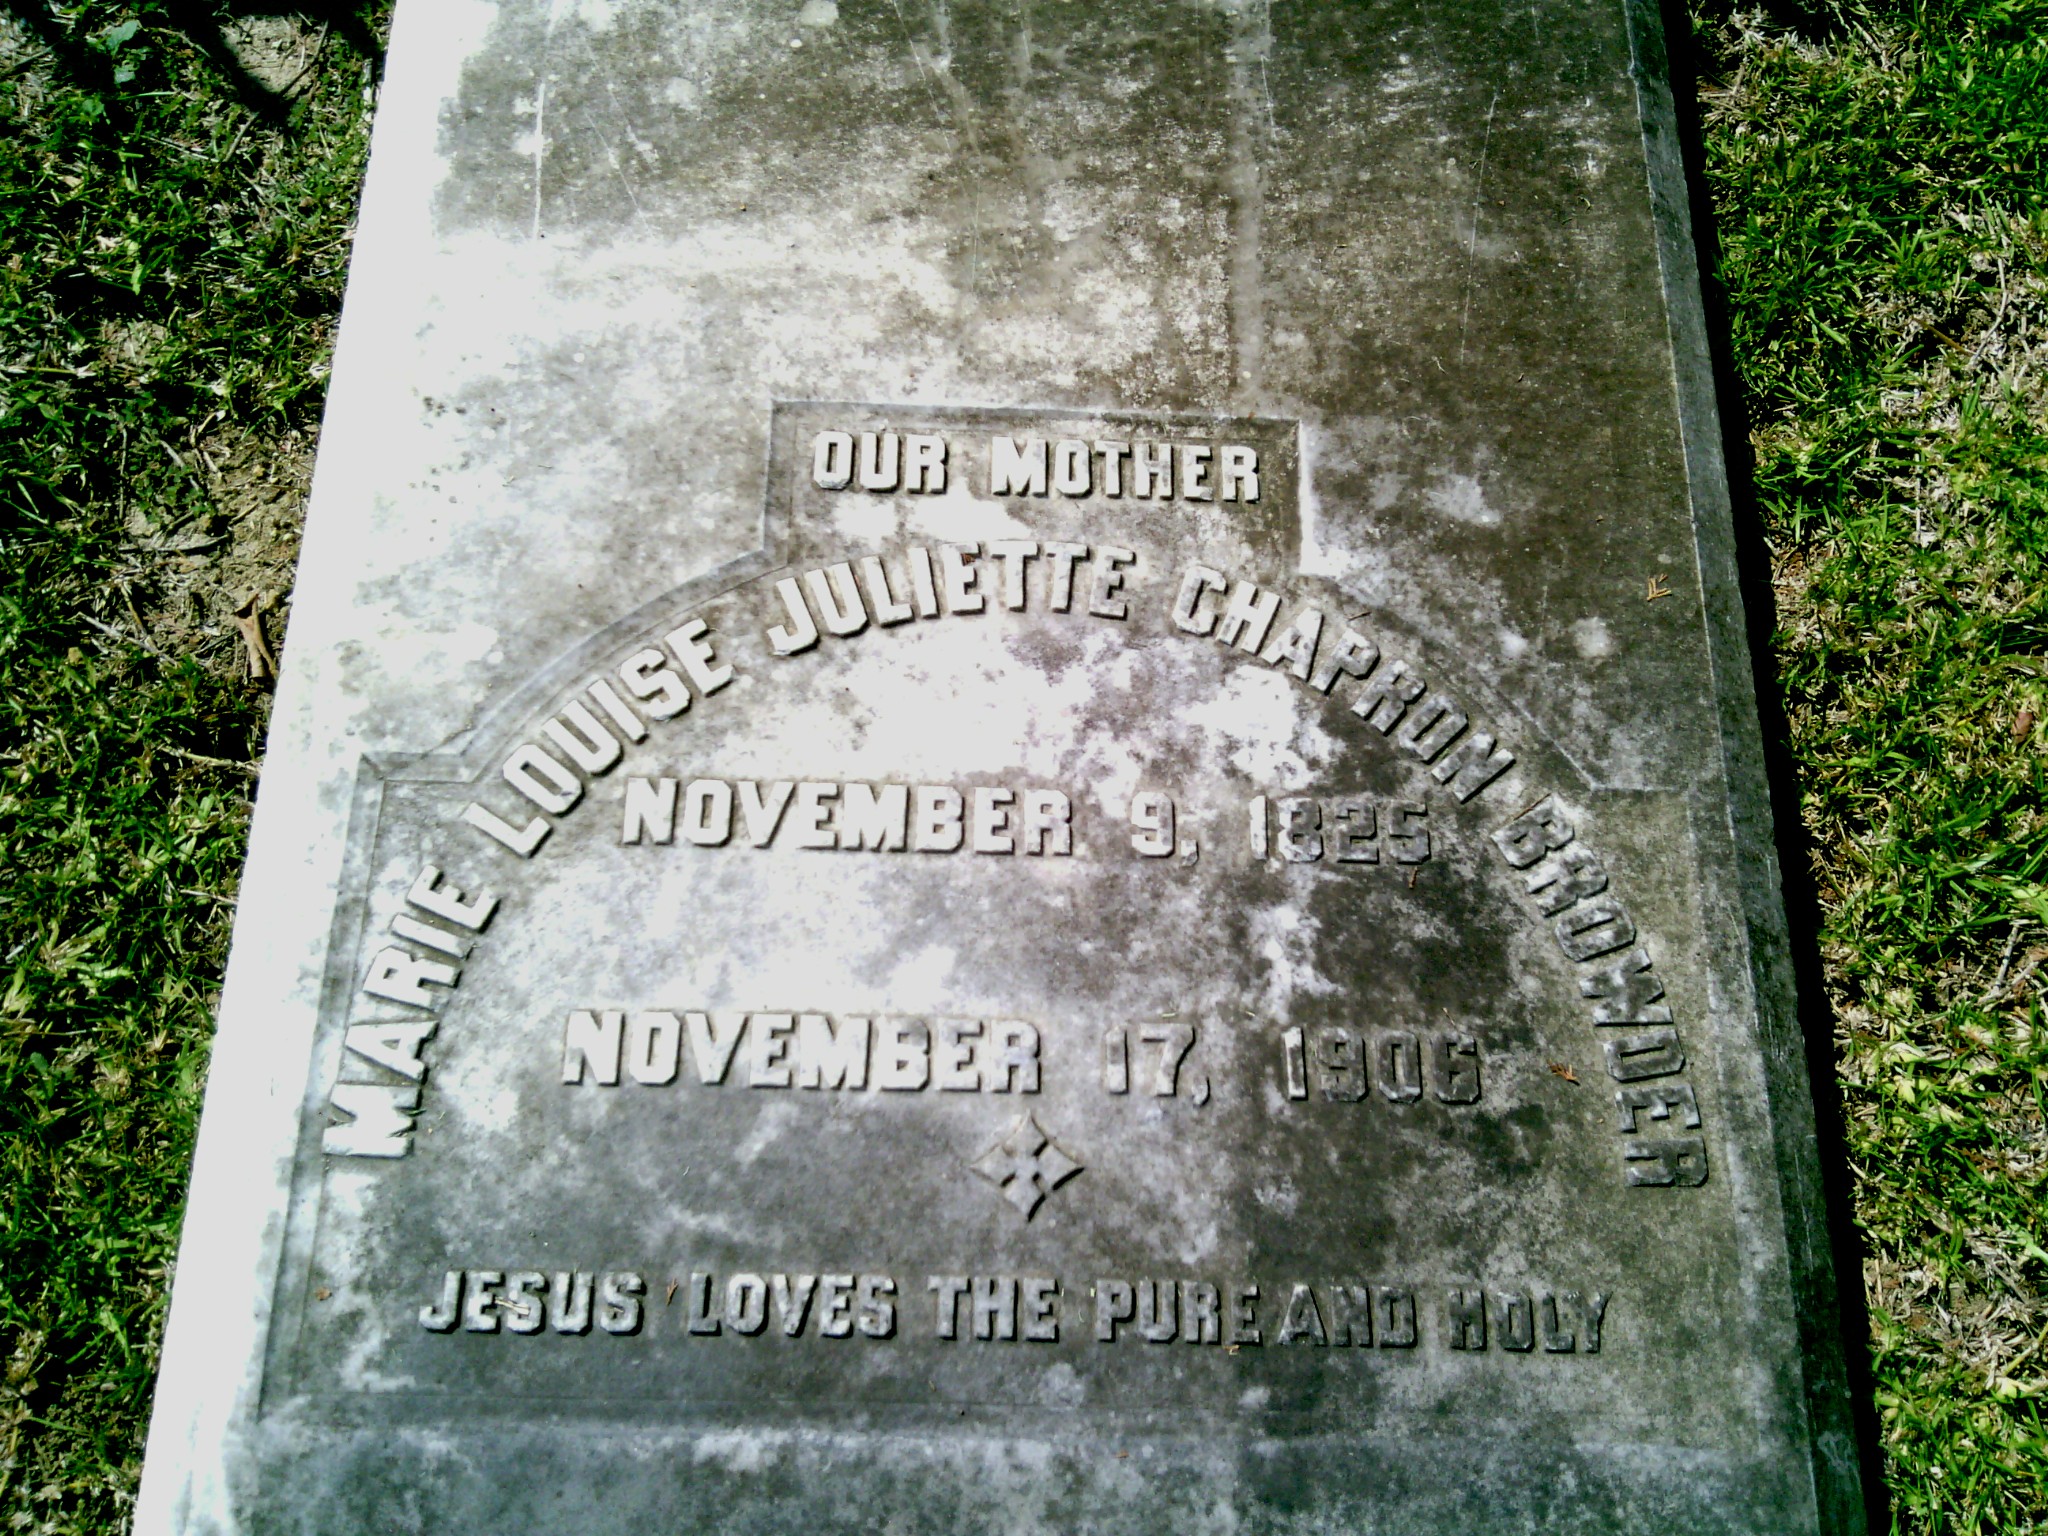 OUR MOTHER
MARIE LOUISE JULIETTE CHAPRON BROWDER
NOVEMBER 9, 1825
NOVEMBER 17, 1906
JESUS LOVES THE PURE AND HOLY